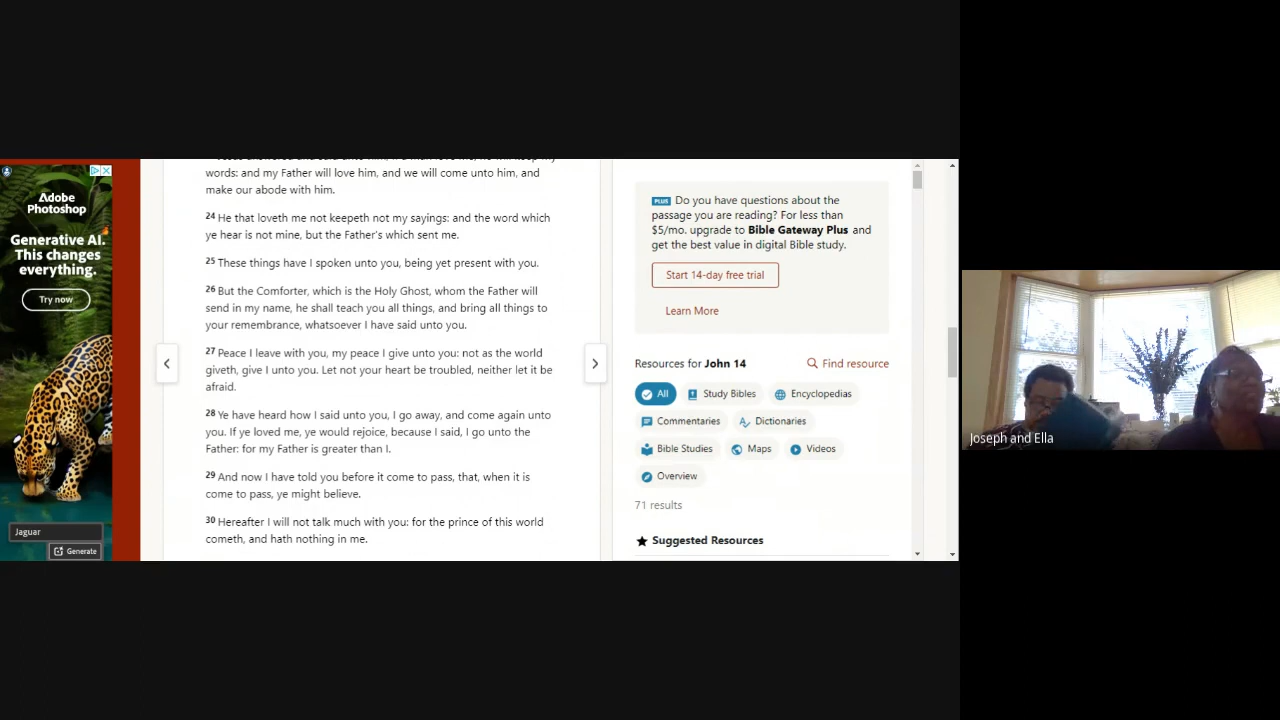 Adobe
Photoshop
Generative AI.
This changes
everything.
Try now
Jaguar
Generate
words: and my Father will love him, and we will come unto him, and
make our abode with him.
24 He that loveth me not keepeth not my sayings: and the word which
ye hear is not mine, but the Father's which sent me.
25 These things have I spoken unto you, being yet present with you.
26 But the Comforter, which is the Holy Ghost, whom the Father will
send in my name, he shall teach you all things, and bring all things to
your remembrance, whatsoever I have said unto you.
27 Peace I leave with you, my peace I give unto you: not as the world
giveth, give I unto you. Let not your heart be troubled, neither let it be
afraid.
28 Ye have heard how I said unto you, I go away, and come again unto
you. If ye loved me, ye would rejoice, because I said, I go unto the
Father: for my Father is greater than I.
29 And now I have told you before it come to pass, that, when it is
come to pass, ye might believe.
30 Hereafter I will not talk much with you: for the prince of this world
cometh, and hath nothing in me.
PLUS Do you have questions about the
passage you are reading? For less than
$5/mo. upgrade to Bible Gateway Plus and
get the best value in digital Bible study.
Start 14-day free trial
Learn More
Resources for John 14 Find resource
All Study Bibles Encyclopedias
Commentaries Dictionaries
Bible Studies Maps Videos
Overview
71 results
Suggested Resources
Joseph and Ella